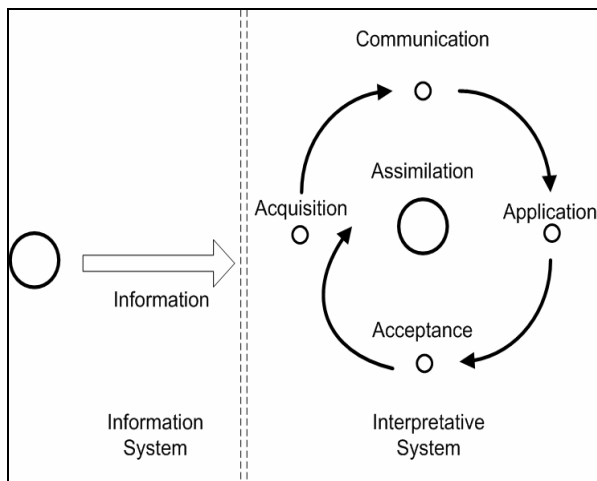 Communication
Assimilation
Acquisition
Application
Information
Acceptance
Information
System
Interpretative
System